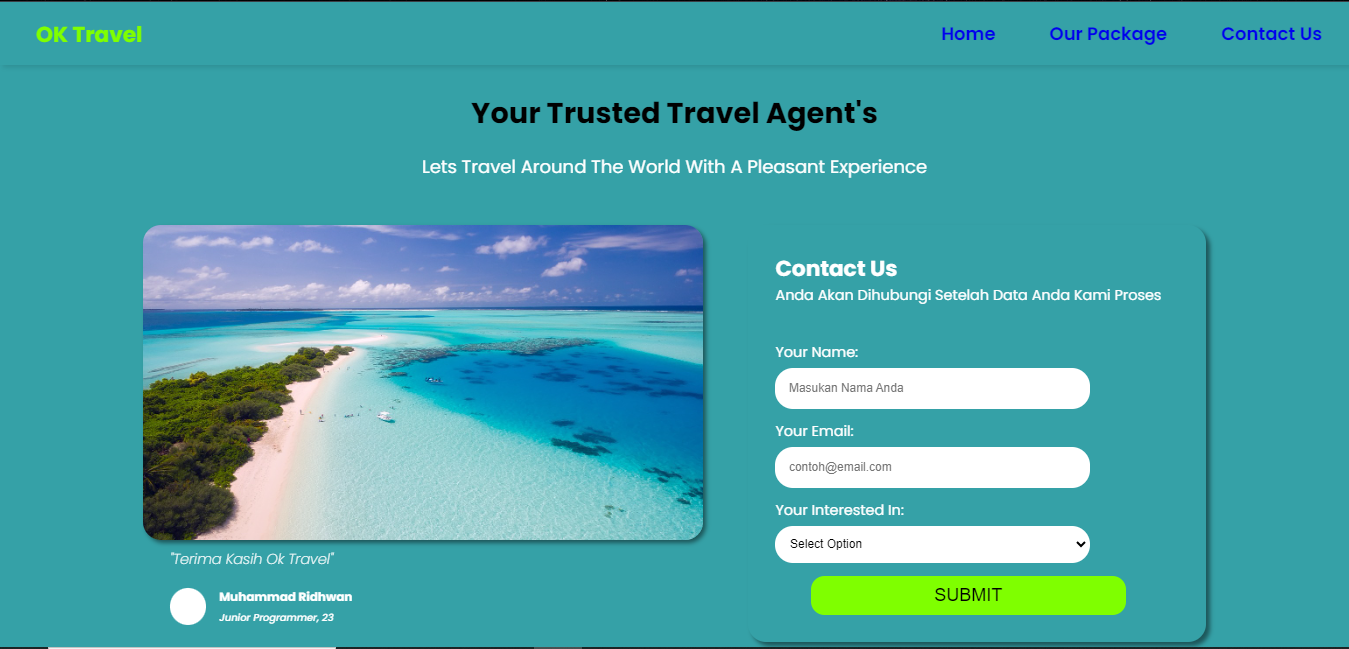 OK Travel
Home
Our Package
Contact Us
Your Trusted Travel Agent's
Lets Travel Around The World With A Pleasant Experience
"Terima Kasih Ok Travel"
Muhammad Ridhwan
Junior Programmer, 23
Contact Us
Anda Akan Dihubungi Setelah Data Anda Kami Proses
Your Name:
Masukan Nama Anda
Your Email:
contoh@email.com
Your Interested In:
Select Option
SUBMIT